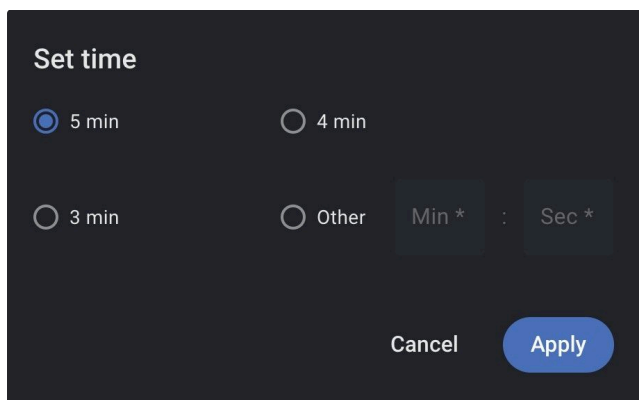 Set time
5 min
4 min
3 min
Other
Min * : Sec *
Cancel
Apply